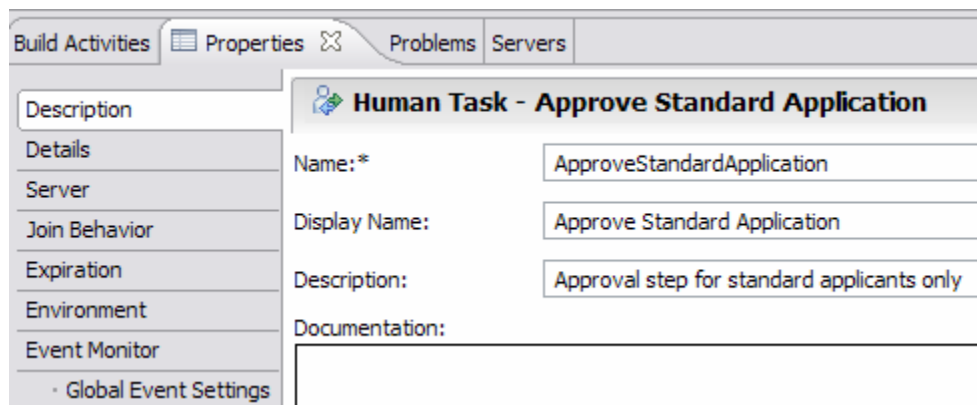 Build Activities Properties Problems Servers
Description
Details
Server
Join Behavior
Expiration
Environment
Event Monitor
· Global Event Settings
Human Task - Approve Standard Application
Name:* ApproveStandardApplication
Display Name: Approve Standard Application
Description: Approval step for standard applicants only
Documentation: